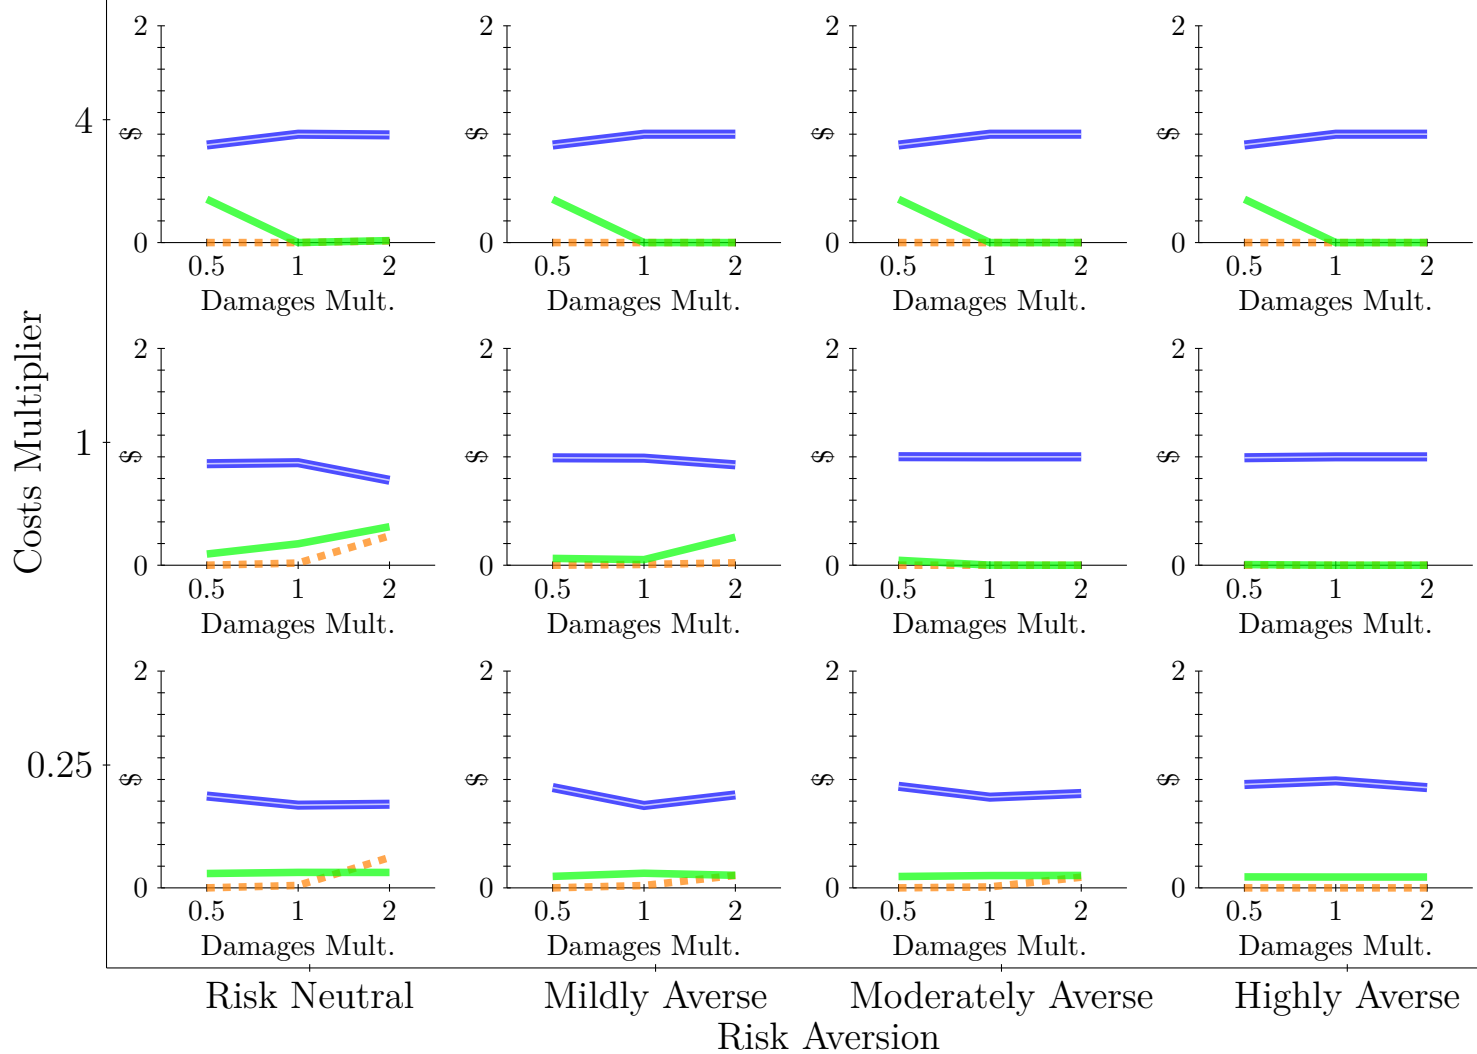 2 2 2 2
4
$ $ $ $
0 0 0 0
0.5 1 2 0.5 1 2 0.5 1 2 0.5 1 2
Damages Mult. Damages Mult. Damages Mult. Damages Mult.
Costs Multiplier
2 2 2 2
1
$ $ $ $
0 0 0 0
0.5 1 2 0.5 1 2 0.5 1 2 0.5 1 2
Damages Mult. Damages Mult. Damages Mult. Damages Mult.
2 2 2 2
0.25
$ $ $ $
0 0 0 0
0.5 1 2 0.5 1 2 0.5 1 2 0.5 1 2
Damages Mult. Damages Mult. Damages Mult. Damages Mult.
Risk Neutral Mildly Averse Moderately Averse Highly Averse
Risk Aversion